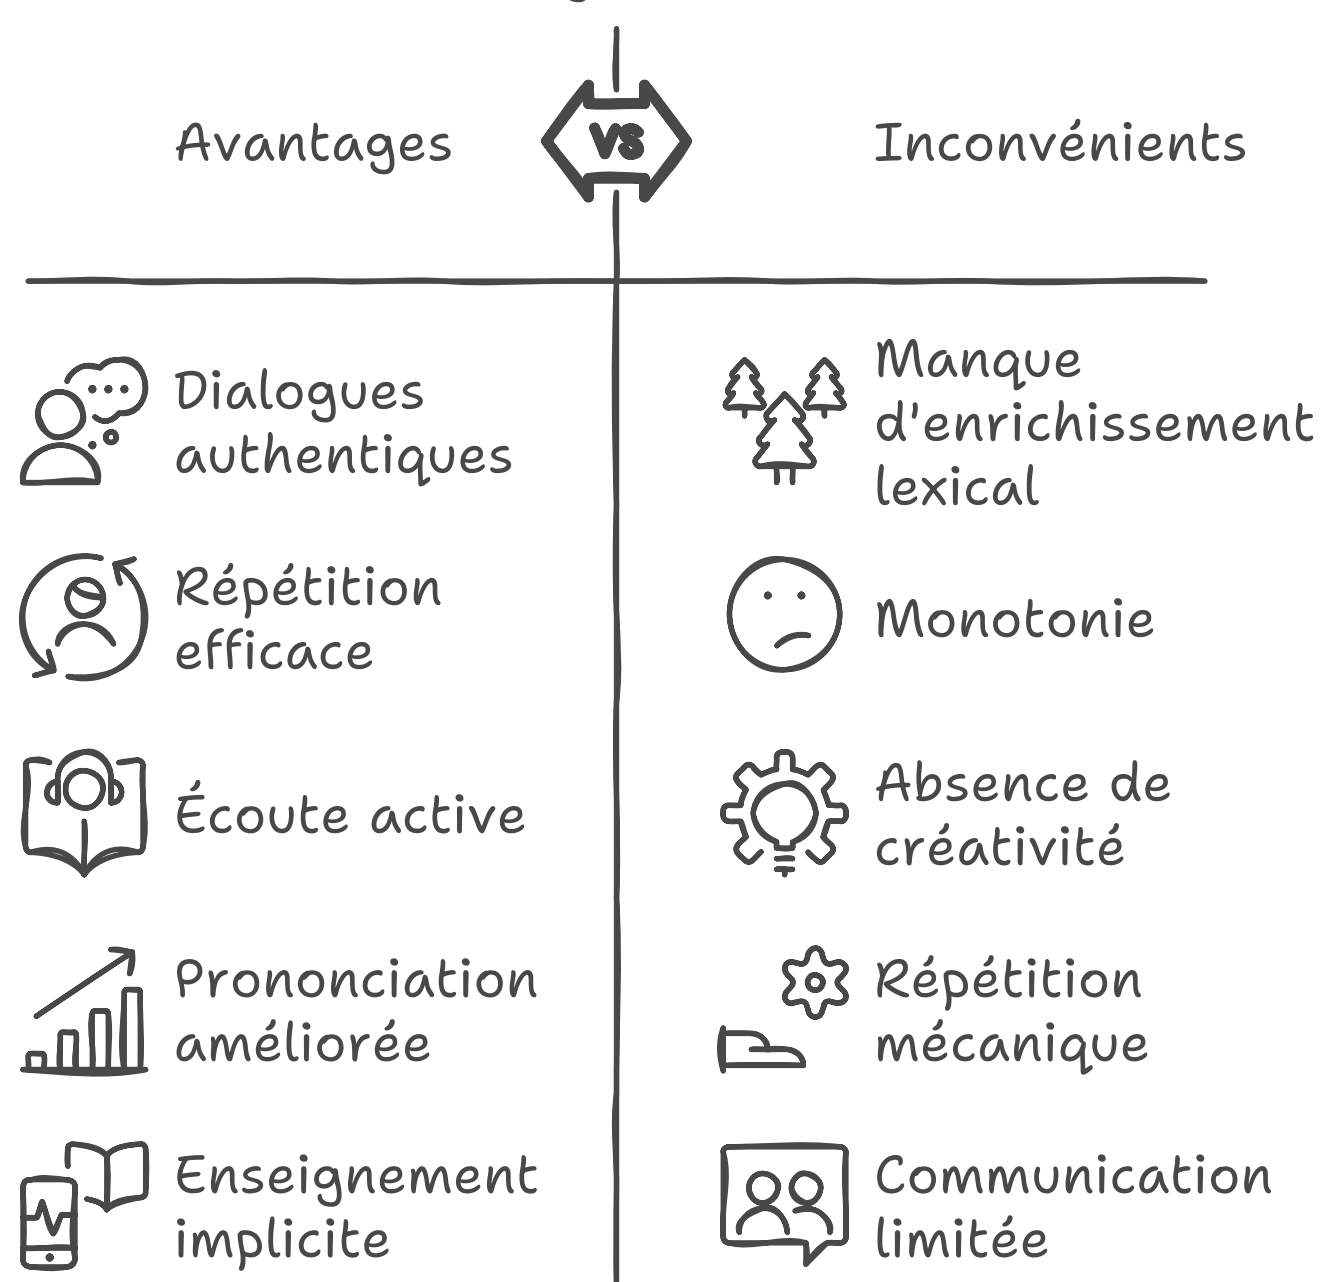 Avantages
VS
Inconvénients
Dialogues
authentiques
Manque
d'enrichissement
lexical
Répétition
efficace
Monotonie
Écoute active
Absence de
créativité
Prononciation
améliorée
Répétition
mécanique
Enseignement
implicite
Communication
limitée